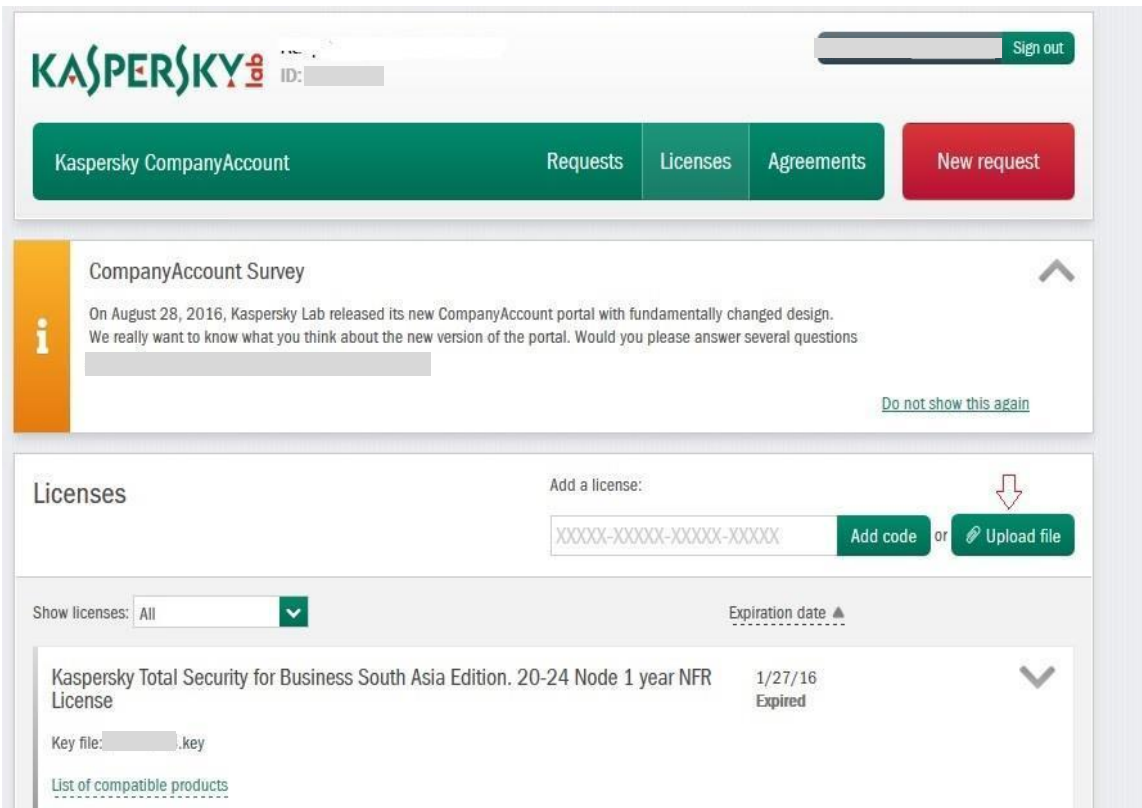 KASPERSKY lab
ID:
Sign out
Kaspersky CompanyAccount
Requests
Licenses
Agreements
New request
CompanyAccount Survey
On August 28, 2016, Kaspersky Lab released its new CompanyAccount portal with fundamentally changed design.
We really want to know what you think about the new version of the portal. Would you please answer several questions
Do not show this again
Licenses
Add a license:
XXXXX-XXXXX-XXXXX-XXXXX
Add code
or
Upload file
Show licenses: All
Expiration date
Kaspersky Total Security for Business South Asia Edition. 20-24 Node 1 year NFR
License
1/27/16
Expired
Key file: .key
List of compatible products